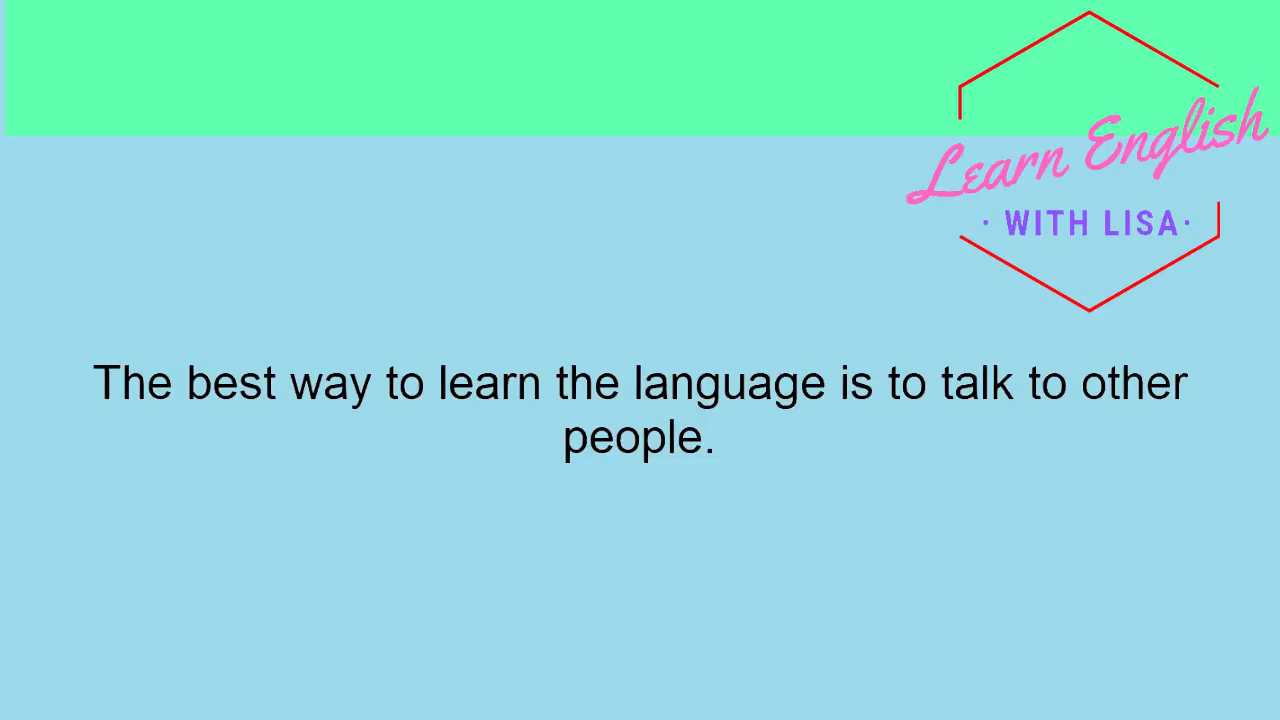 Learn English
· WITH LISA·
The best way to learn the language is to talk to other
people.